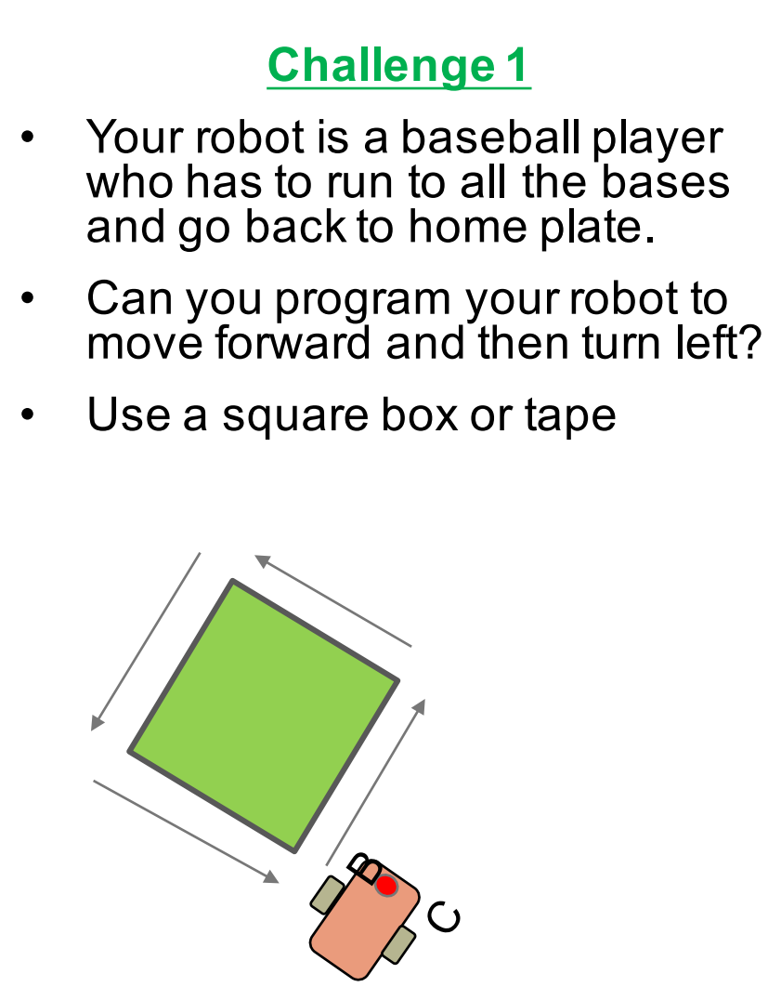 Challenge 1
• Your robot is a baseball player
who has to run to all the bases
and go back to home plate.
• Can you program your robot to
move forward and then turn left?
• Use a square box or tape
B
C